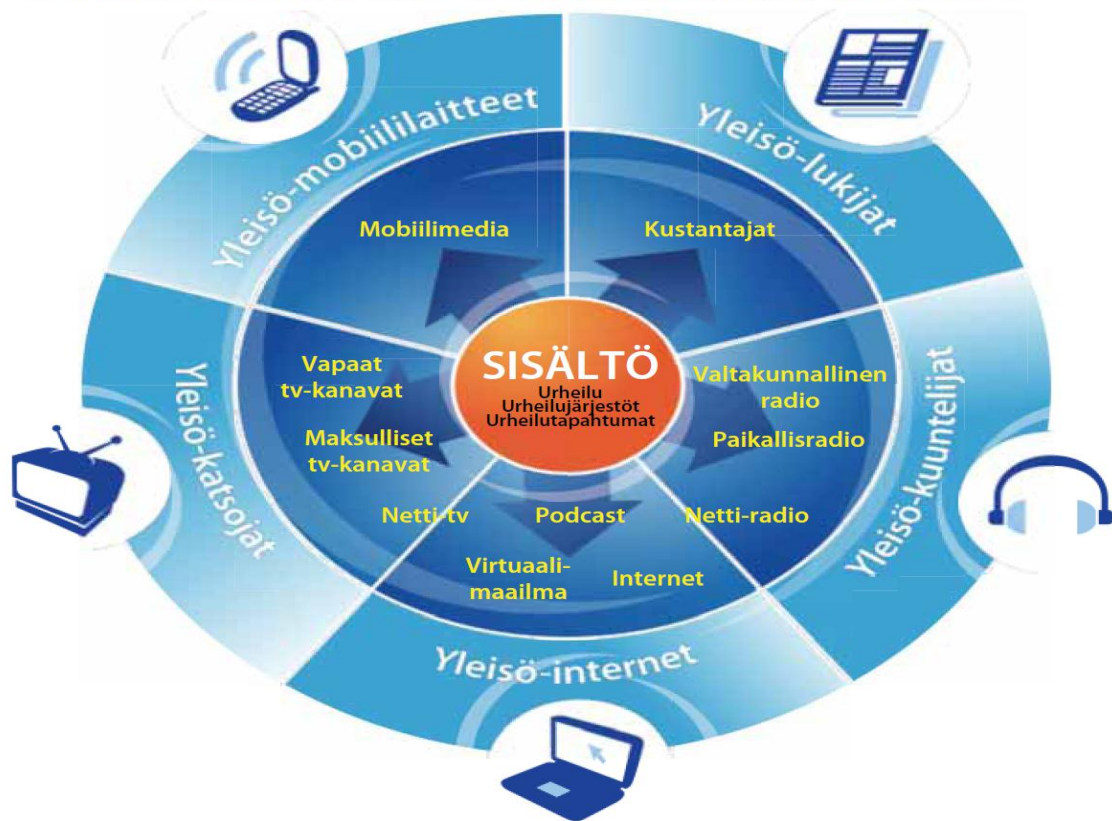 Yleisö-mobiililaitteet
Yleisö-lukijat
Mobiilimedia
Kustantajat
Yleisö-katsojat
Vapaat
tv-kanavat
Maksulliset
tv-kanavat
SISÄLTÖ
Urheilu
Urheilujärjestöt
Urheilutapahtumat
Valtakunnallinen
radio
Paikallisradio
Yleisö-kuuntelijat
Netti-tv
Podcast
Netti-radio
Virtuaali-
maailma
Internet
Yleisö-internet